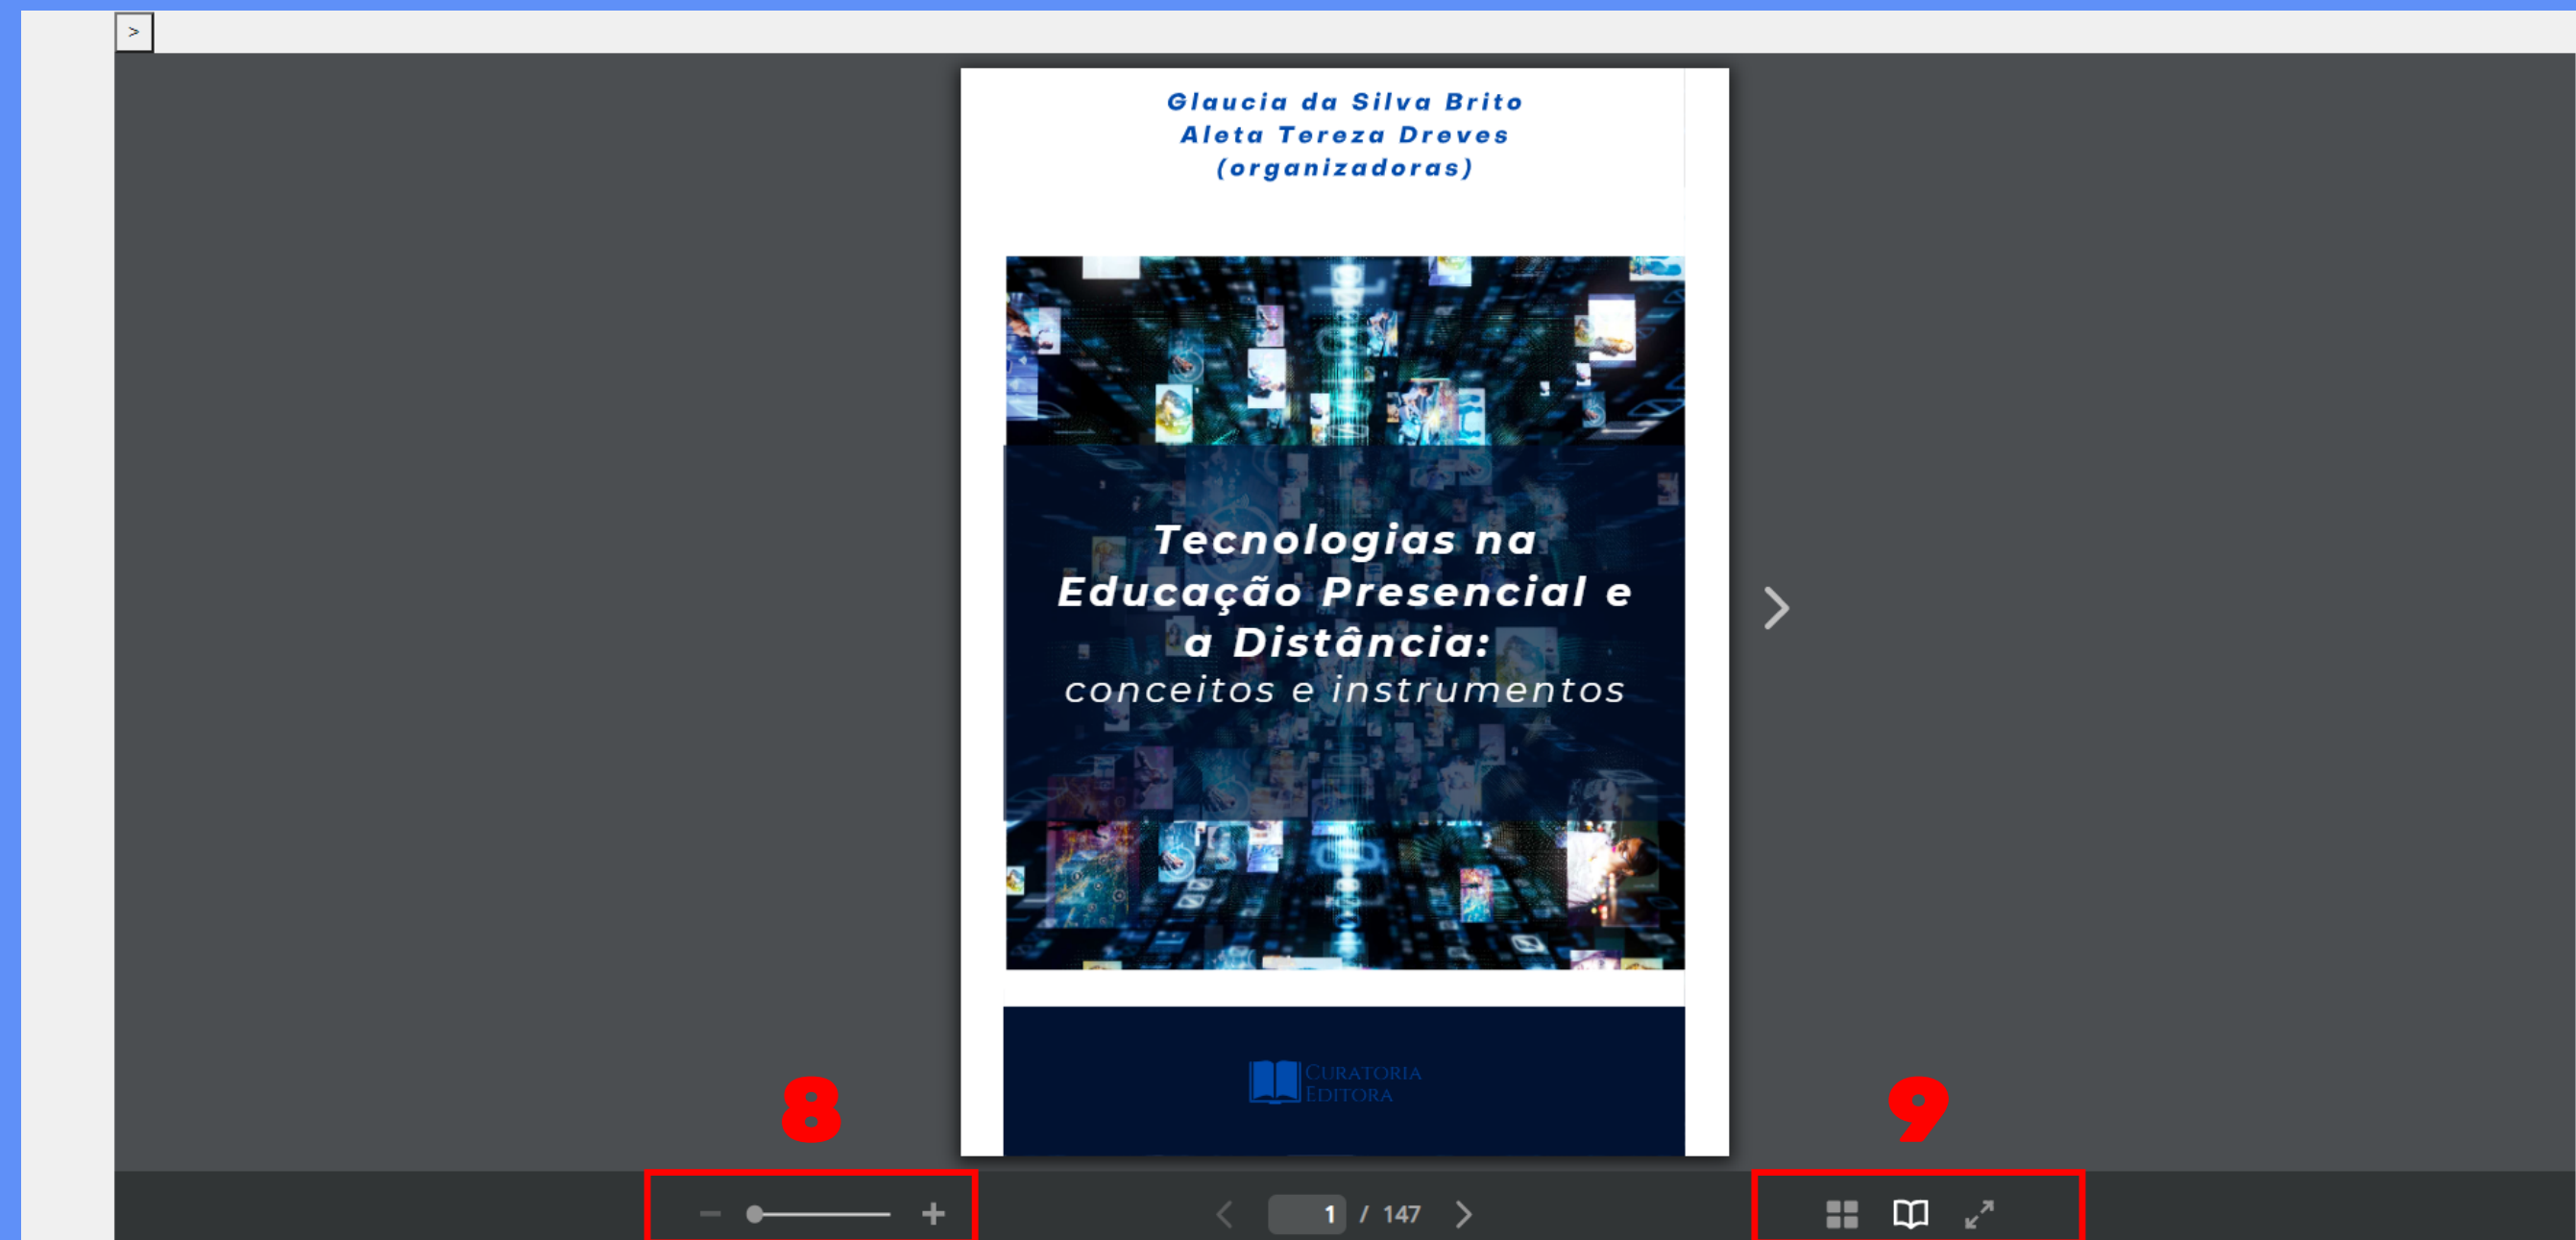 >
Glaucia da Silva Brito
Aleta Tereza Dreves
(organizadoras)
Tecnologias na
Educação Presencial e
a Distância:
conceitos e instrumentos
CURATORIA
EDITORA
8
9
1 / 147